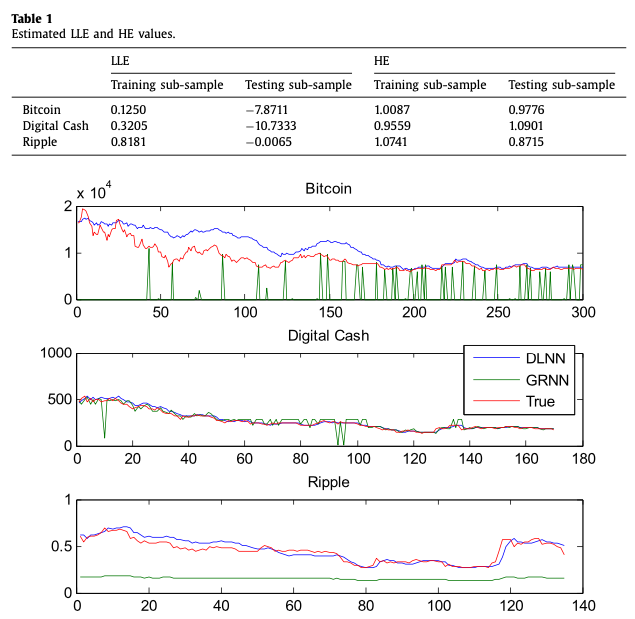 Table 1
Estimated LLE and HE values.
LLE HE
Training sub-sample Testing sub-sample Training sub-sample Testing sub-sample
Bitcoin 0.1250 −7.8711 1.0087 0.9776
Digital Cash 0.3205 −10.7333 0.9559 1.0901
Ripple 0.8181 −0.0065 1.0741 0.8715
x 10^4 Bitcoin
2
1
0
0 50 100 150 200 250 300
Digital Cash
1000
500
0
DLNN
GRNN
True
0 20 40 60 80 100 120 140 160 180
Ripple
1
0.5
0
0 20 40 60 80 100 120 140